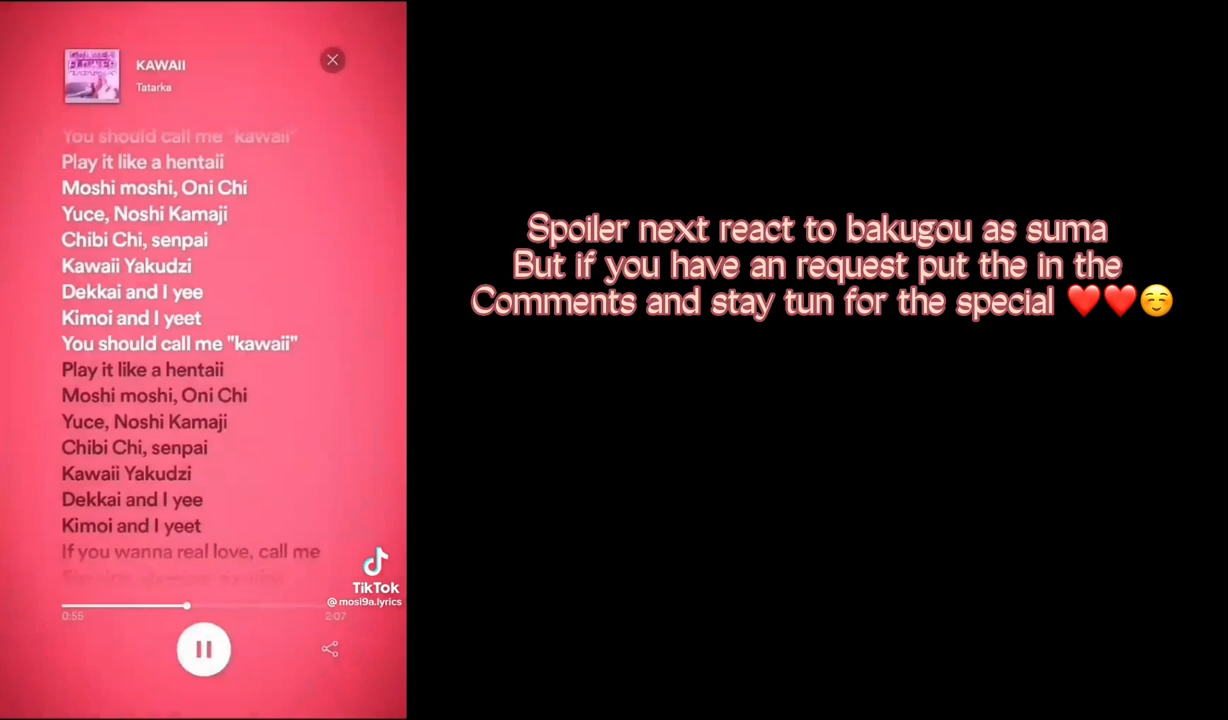 KAWAII
Tatarka
You should call me "kawaii"
Play it like a hentaii
Moshi moshi, Oni Chi
Yuce, Noshi Kamaji
Chibi Chi, senpai
Kawaii Yakudzi
Dekkai and I yee
Kimoi and I yeet
You should call me "kawaii"
Play it like a hentaii
Moshi moshi, Oni Chi
Yuce, Noshi Kamaji
Chibi Chi, senpai
Kawaii Yakudzi
Dekkai and I yee
Kimoi and I yeet
If you wanna real love, call me
TikTok
@mosi9a.lyrics
0:55
2:07
Spoiler next react to bakugou as suma
But if you have an request put the in the
Comments and stay tun for the special ❤️❤️☺️